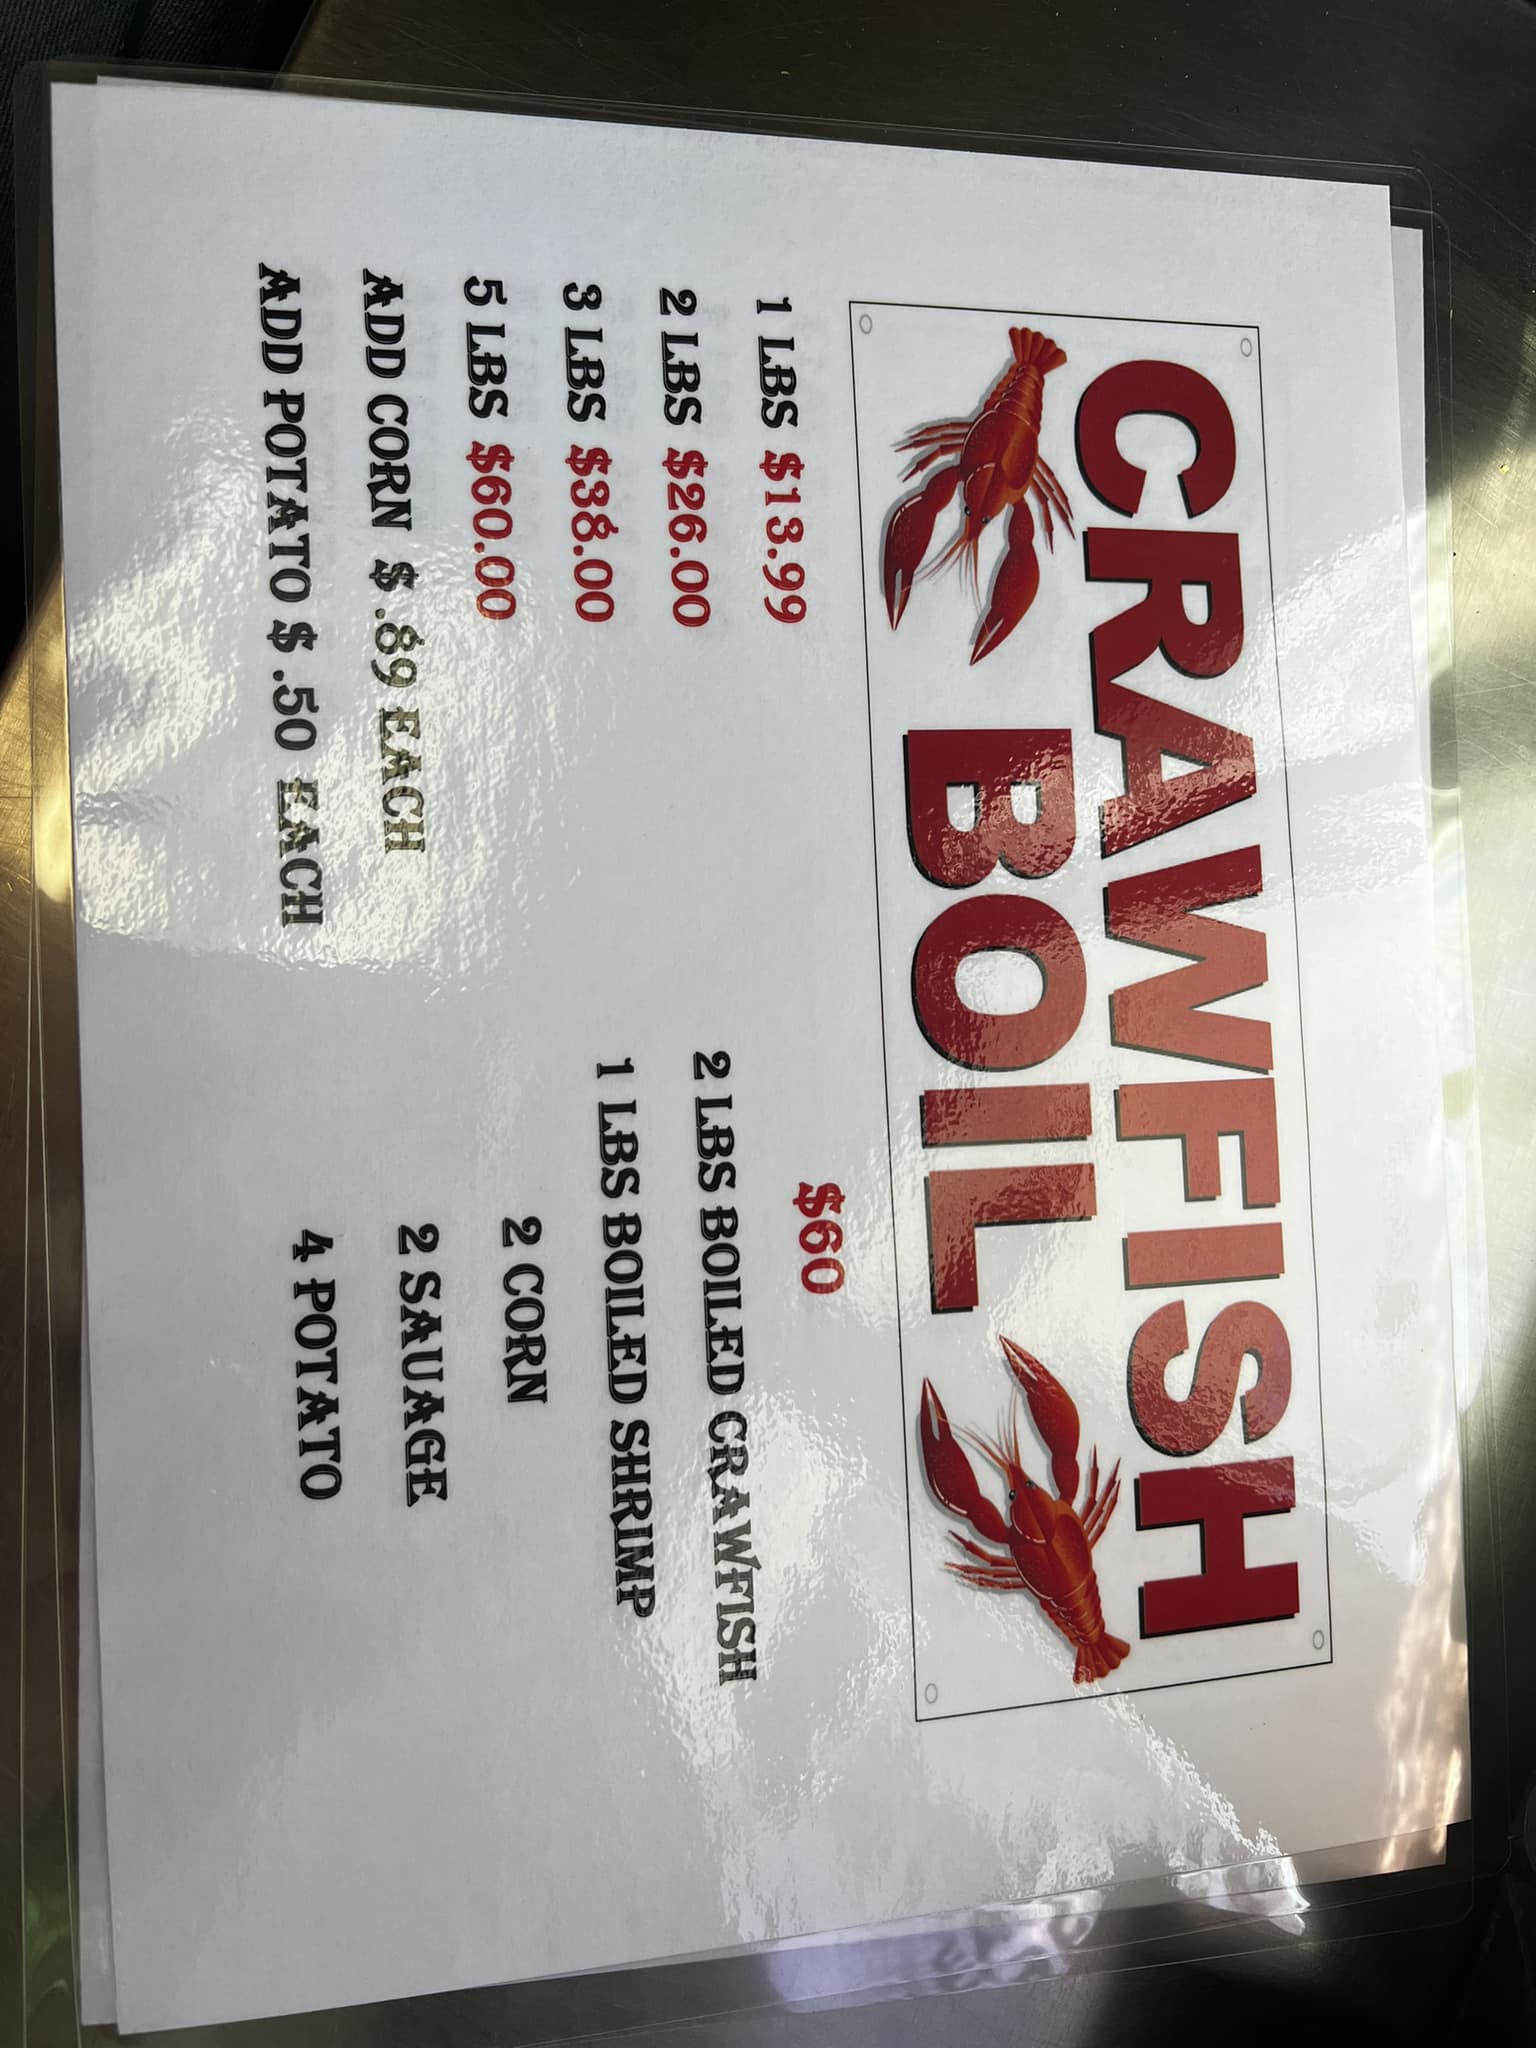 CRAWFISH
BOIL
1 LBS $13.99
2 LBS $26.00
3 LBS $38.00
5 LBS $60.00
ADD CORN $ .89 EACH
ADD POTATO $ .50 EACH
$60
2 LBS BOILED CRAWFISH
1 LBS BOILED SHRIMP
2 CORN
2 SAUAGE
4 POTATO